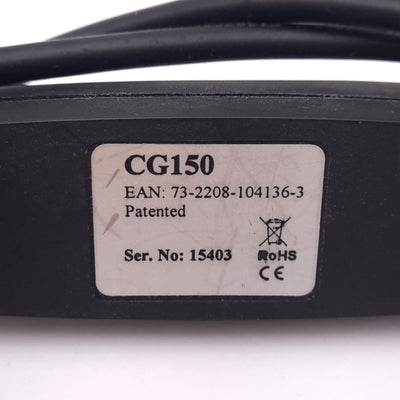 CG150
EAN: 73-2208-104136-3
Patented
Ser. No: 15403
RoHS
CE